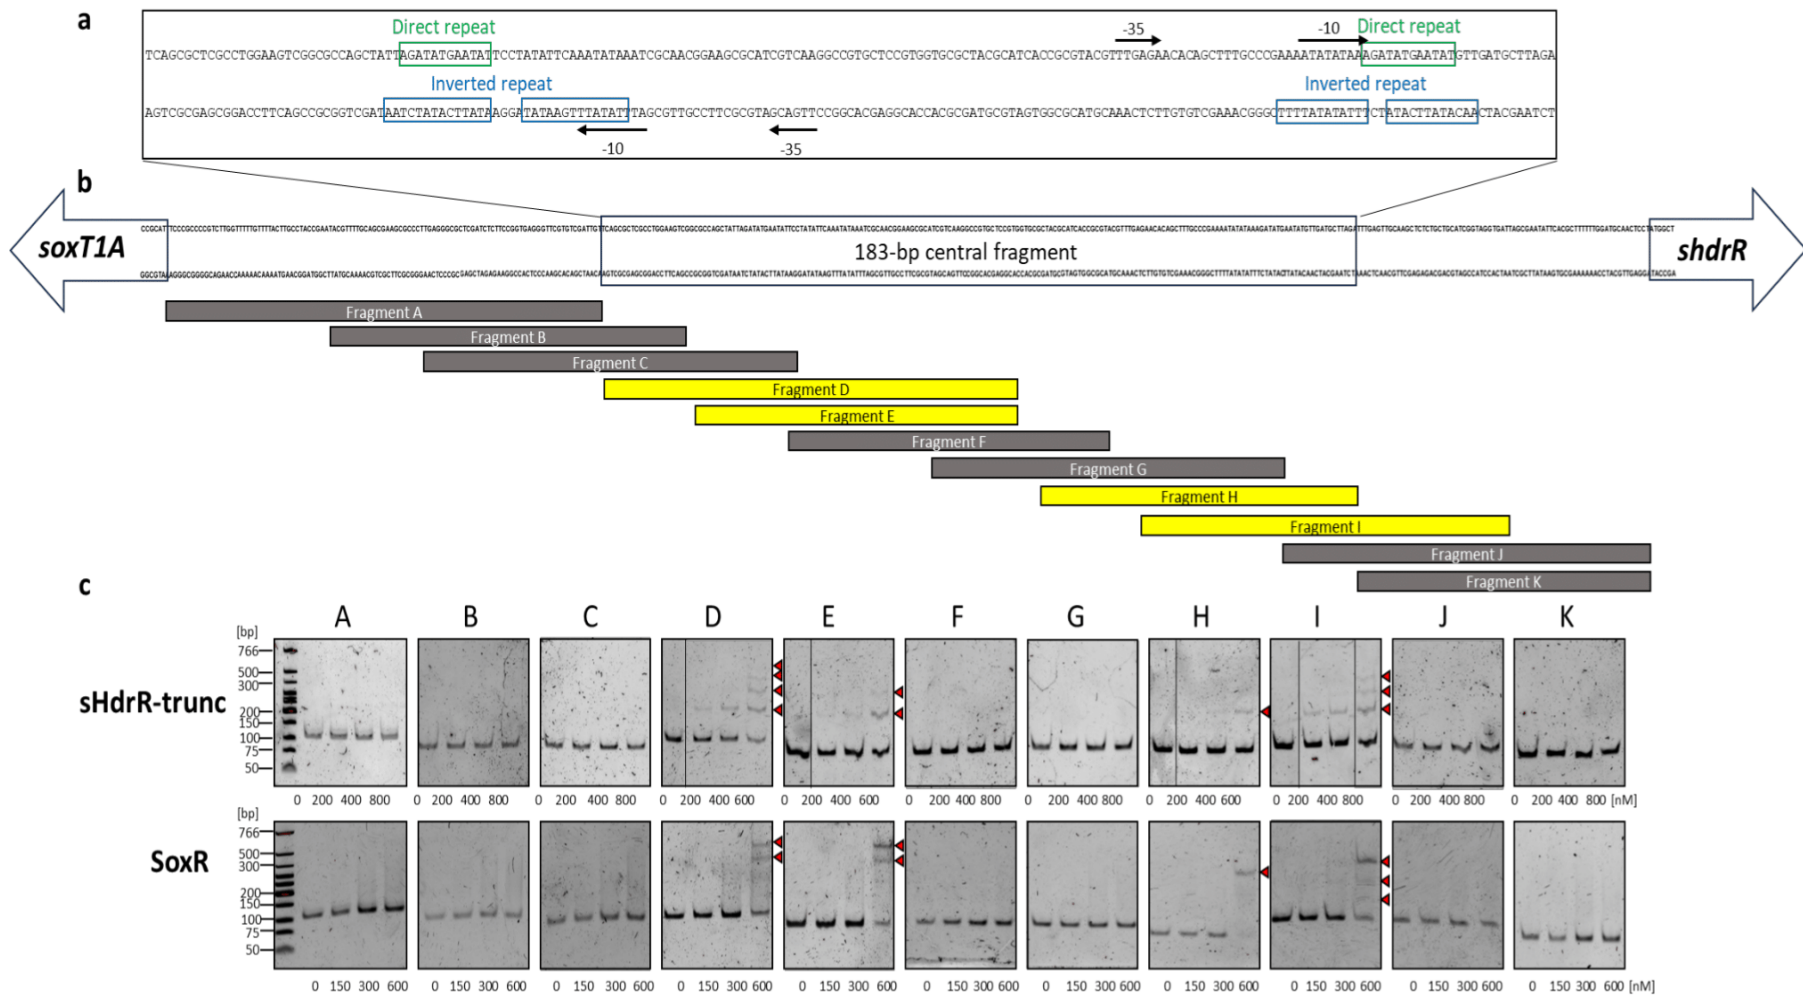 a
Direct repeat
-35
-10
Direct repeat
TCAGCGCTCGCCTGGAAGTCGGCGCCAGCTATTAGATATGAATATTCCTATATTCAAATATAAATCGCAACGGAAGCGCATCGTCAAGGCCGTGCTCCGTGGTGCGCTACGCATCACCGCGTACGTTTGAGAACACAGCTTTGCCCGAAAATATATAAAGATATGAATATGTTGATGCTTAGA
Inverted repeat
Inverted repeat
AGTCGCGAGCGGACCTTCAGCCGCGGTCGATAATCTATACTTATAAGGATATAAGTTTATATTTAGCGTTGCCTTCGCGTAGCAGTTCCGGCACGAGGCACCACGCGATGCGTAGTGGCGCATGCAAACTCTTGTGTCGAAACGGGCTTTTATATATTTCTATACTTATACAACTACGAATCT
-10
-35
b
soxT1A
183-bp central fragment
shdrR
Fragment A
Fragment B
Fragment C
Fragment D
Fragment E
Fragment F
Fragment G
Fragment H
Fragment I
Fragment J
Fragment K
c
A B C D E F G H I J K
[bp]
766
500
300
sHdrR-trunc
200
150
100
75
50
0 200 400 800 0 200 400 800 0 200 400 800 0 200 400 600 0 200 400 800 0 200 400 800 0 200 400 800 0 200 400 800 0 200 400 800 0 200 400 800 0 200 400 800 [nM]
[bp]
766
SoxR
500
300
200
150
100
75
50
0 150 300 600 0 150 300 600 0 150 300 600 0 150 300 600 0 150 300 600 0 150 300 600 0 150 300 600 0 150 300 600 0 150 300 600 0 150 300 600 0 150 300 600 [nM]